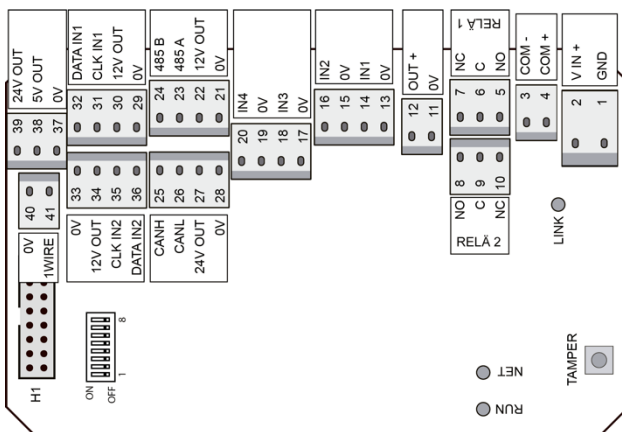 24V OUT
5V OUT
0V
39
38
37
DATA IN1
CLK IN1
12V OUT
0V
32
31
30
29
485 B
485 A
12V OUT
0V
24
23
22
21
IN4
0V
IN3
0V
20
19
18
17
IN2
0V
IN1
0V
16
15
14
13
OUT +
0V
12
11
RELÄ 1
NC
C
NO
7
6
5
COM -
COM +
3
4
V IN +
GND
2
1
40
41
0V
1WIRE
33
34
35
36
0V
12V OUT
CLK IN2
DATA IN2
25
26
27
28
CANH
CANL
24V OUT
0V
8
9
10
NO
C
NC
RELÄ 2
LINK
H1
ON
OFF
1
8
NET
RUN
TAMPER